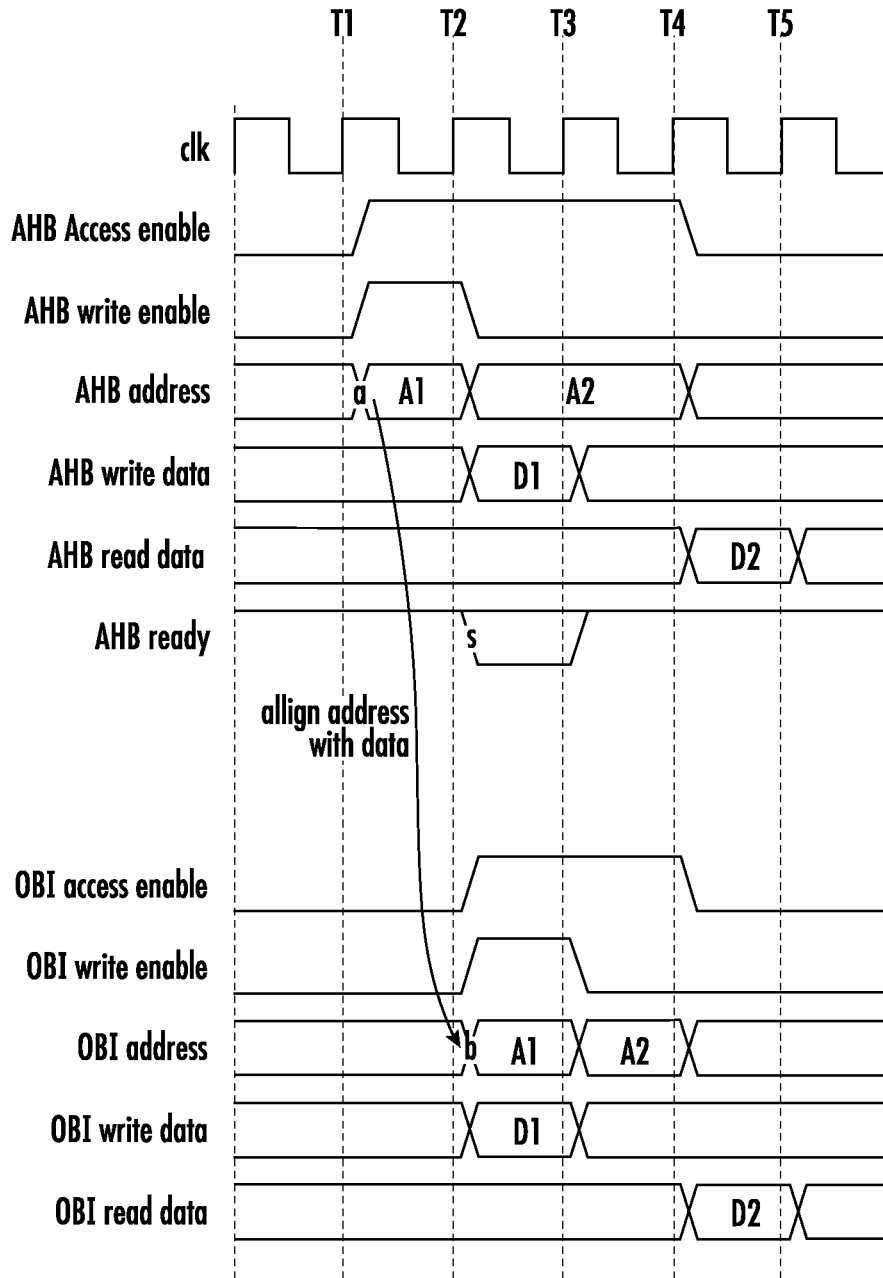 T1 T2 T3 T4 T5
clk
AHB Access enable
AHB write enable
AHB address a A1 A2
AHB write data D1
AHB read data D2
AHB ready s
allign address
with data
OBI access enable
OBI write enable
OBI address b A1 A2
OBI write data D1
OBI read data D2